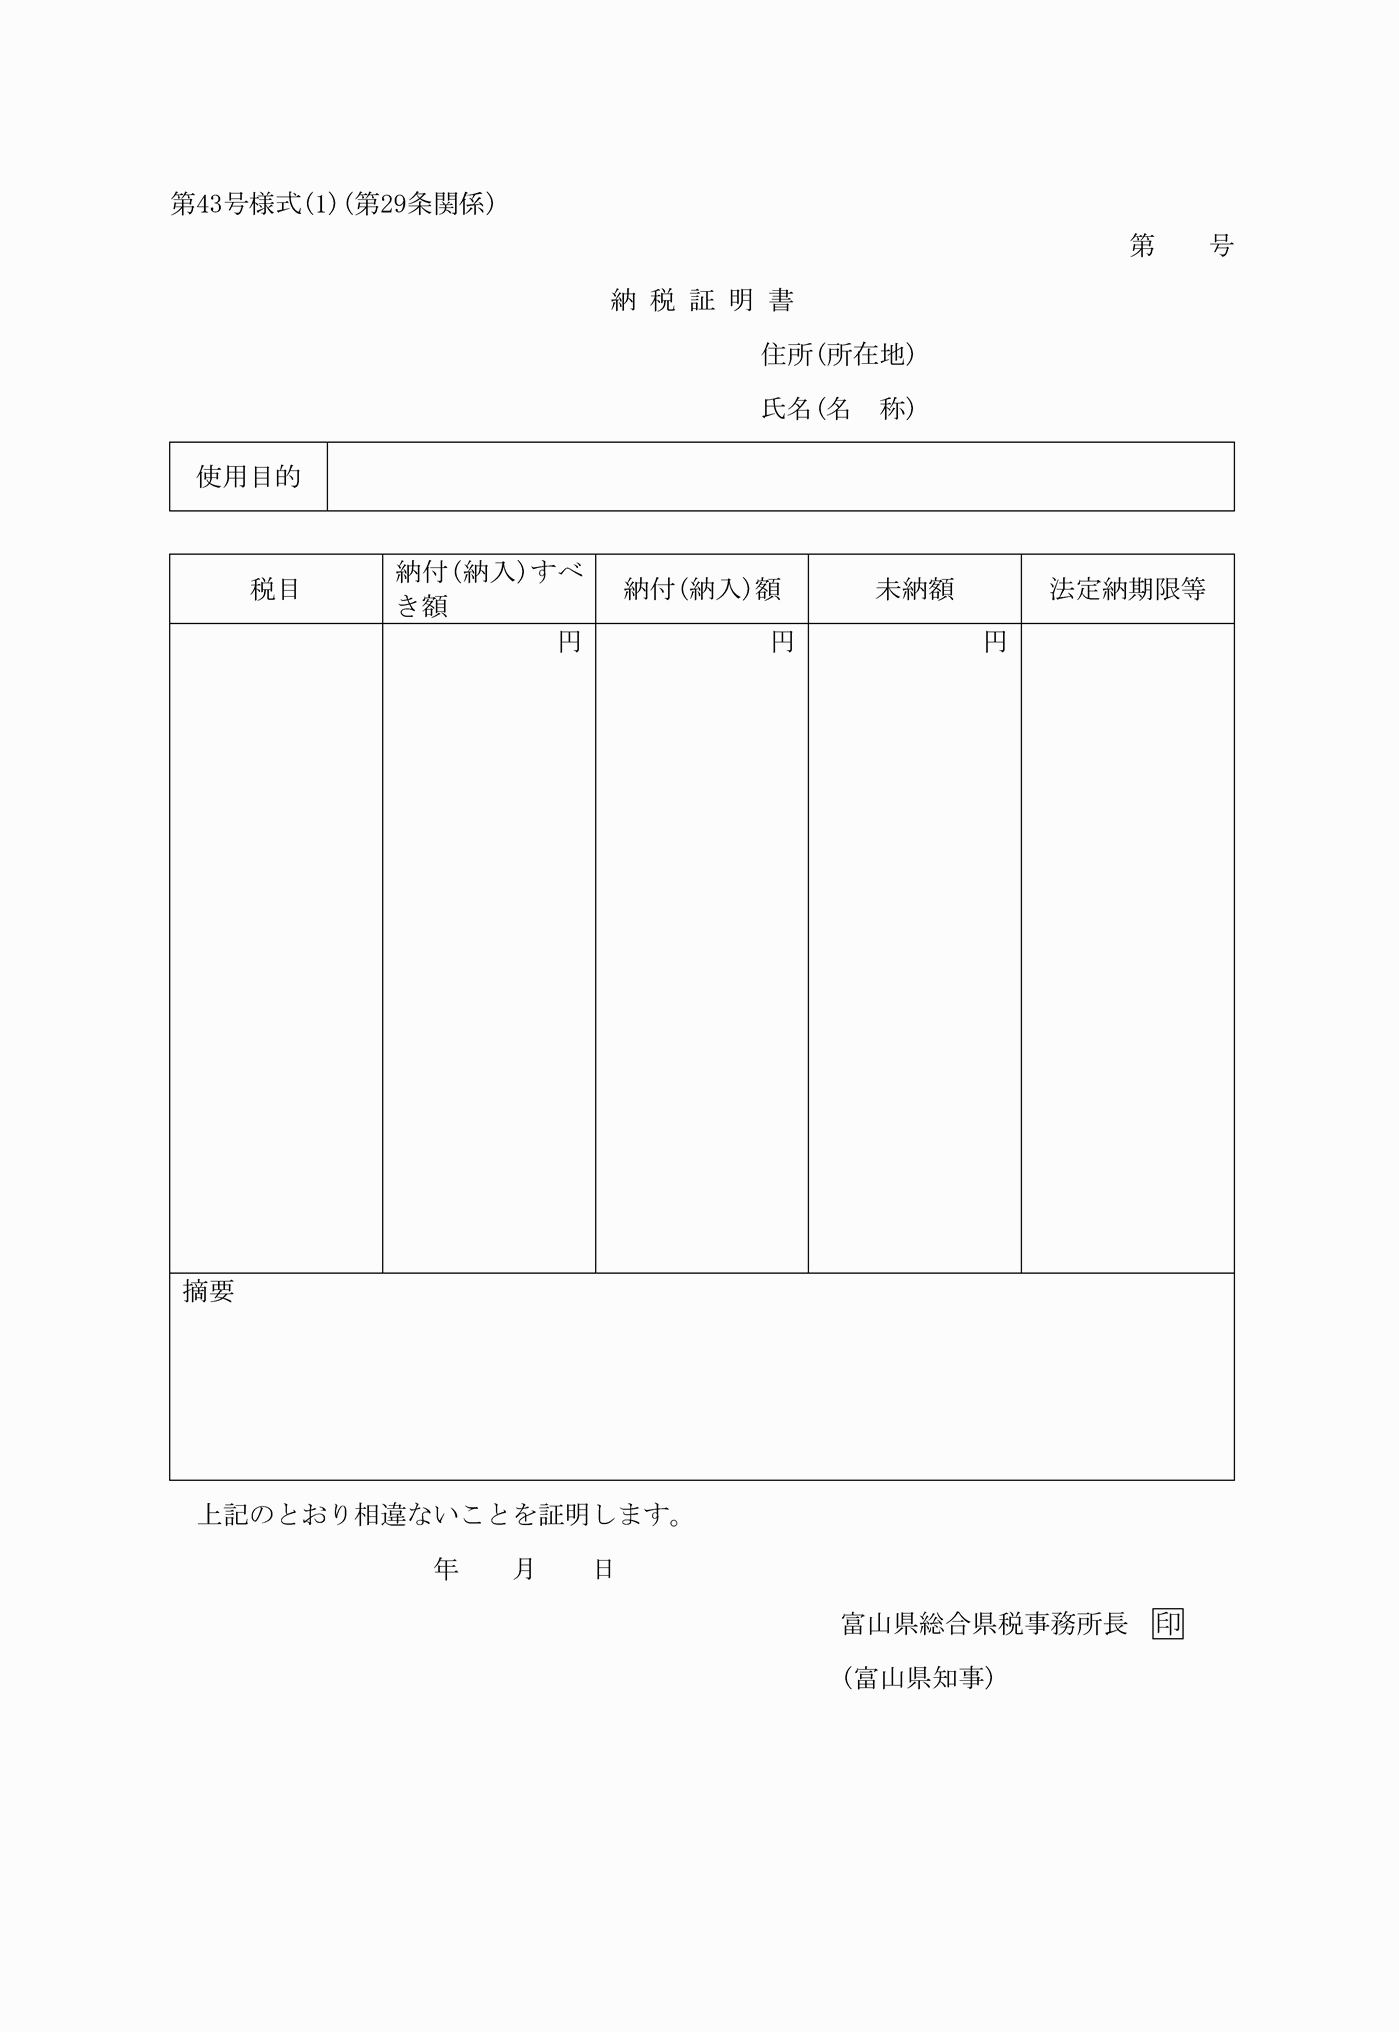 第43号様式(1)(第29条関係)
第　　号
納 税 証 明 書
住所(所在地)
氏名(名　称)
使用目的
税目
納付(納入)すべ
き額
納付(納入)額
未納額
法定納期限等
円
円
円
摘要
上記のとおり相違ないことを証明します。
年　　月　　日
富山県総合県税事務所長　印
(富山県知事)